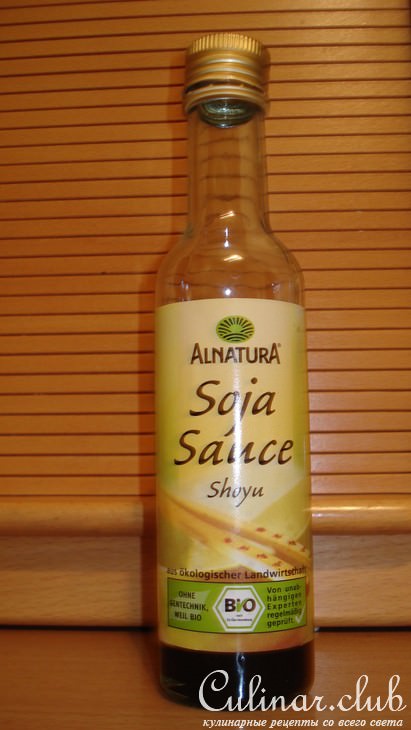 ALNATURA
Soja
Sauce
Shoyu
aus ökologischer Landwirtschaft
OHNE
GENTECHNIK,
WEIL BIO
BIO
Von unab-
hängigen
Experten
regelmäßig
geprüft.
Culinar.club
кулинарные рецепты со всего света